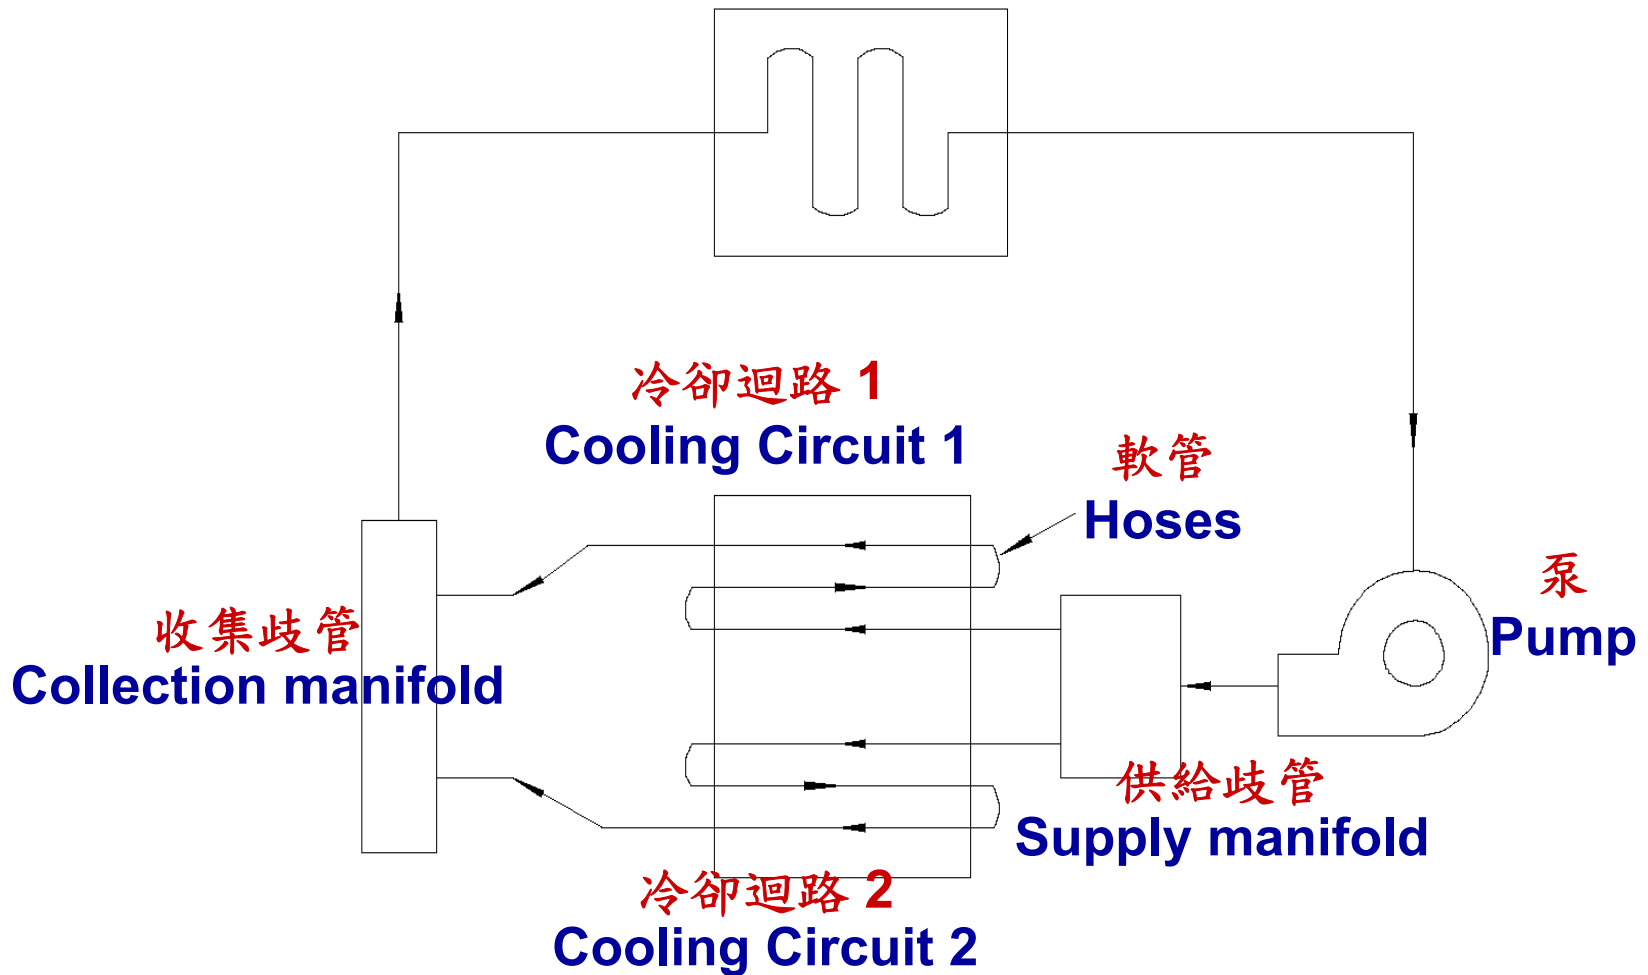 冷卻迴路 1
Cooling Circuit 1
軟管
Hoses
泵
Pump
收集歧管
Collection manifold
供給歧管
Supply manifold
冷卻迴路 2
Cooling Circuit 2